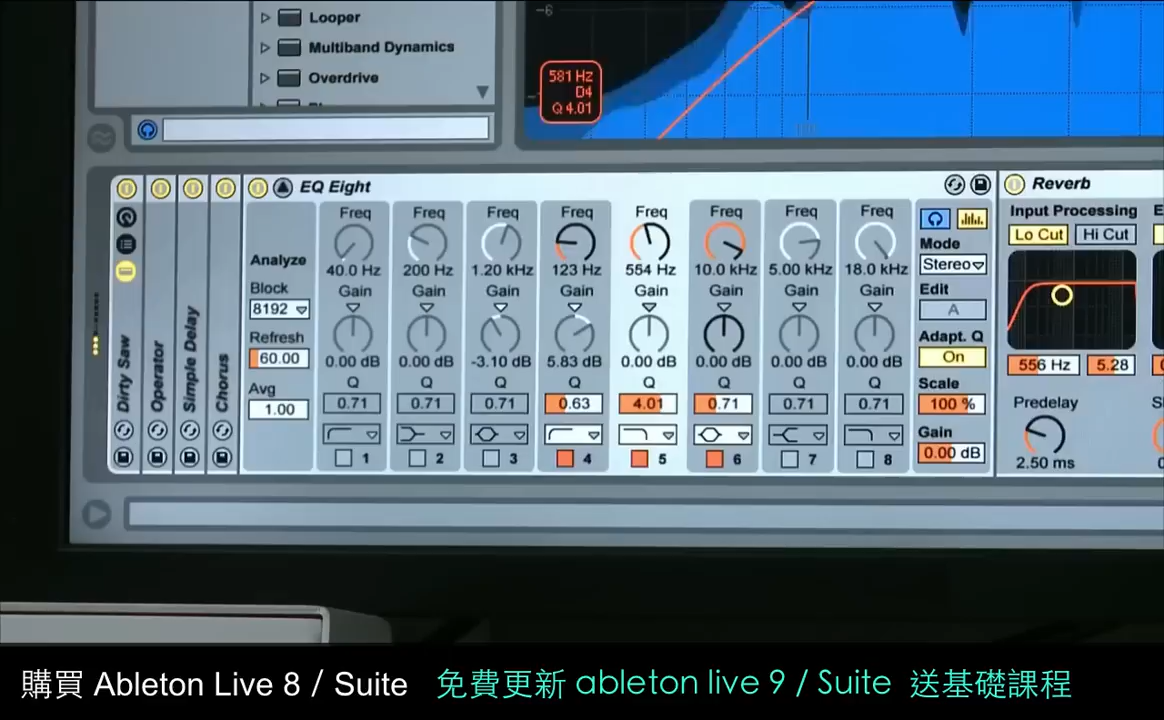 Looper
Multiband Dynamics
Overdrive
-6
581 Hz
D4
Q 4.01
EQ Eight
Reverb
Analyze
Block
8192
Refresh
60.00
Avg
1.00
Freq Freq Freq Freq Freq Freq Freq Freq
40.0 Hz 200 Hz 1.20 kHz 123 Hz 554 Hz 10.0 kHz 5.00 kHz 18.0 kHz
Gain Gain Gain Gain Gain Gain Gain Gain
0.00 dB 0.00 dB -3.10 dB 5.83 dB 0.00 dB 0.00 dB 0.00 dB 0.00 dB
Q Q Q Q Q Q Q Q
0.71 0.71 0.71 0.63 4.01 0.71 0.71 0.71
1 2 3 4 5 6 7 8
Mode
Stereo
Edit
A
Adapt. Q
On
Scale
100 %
Gain
0.00 dB
Input Processing
Lo Cut Hi Cut
556 Hz 5.28
Predelay
2.50 ms
Dirty Saw
Operator
Simple Delay
Chorus
購買 Ableton Live 8 / Suite 免費更新 ableton live 9 / Suite 送基礎課程